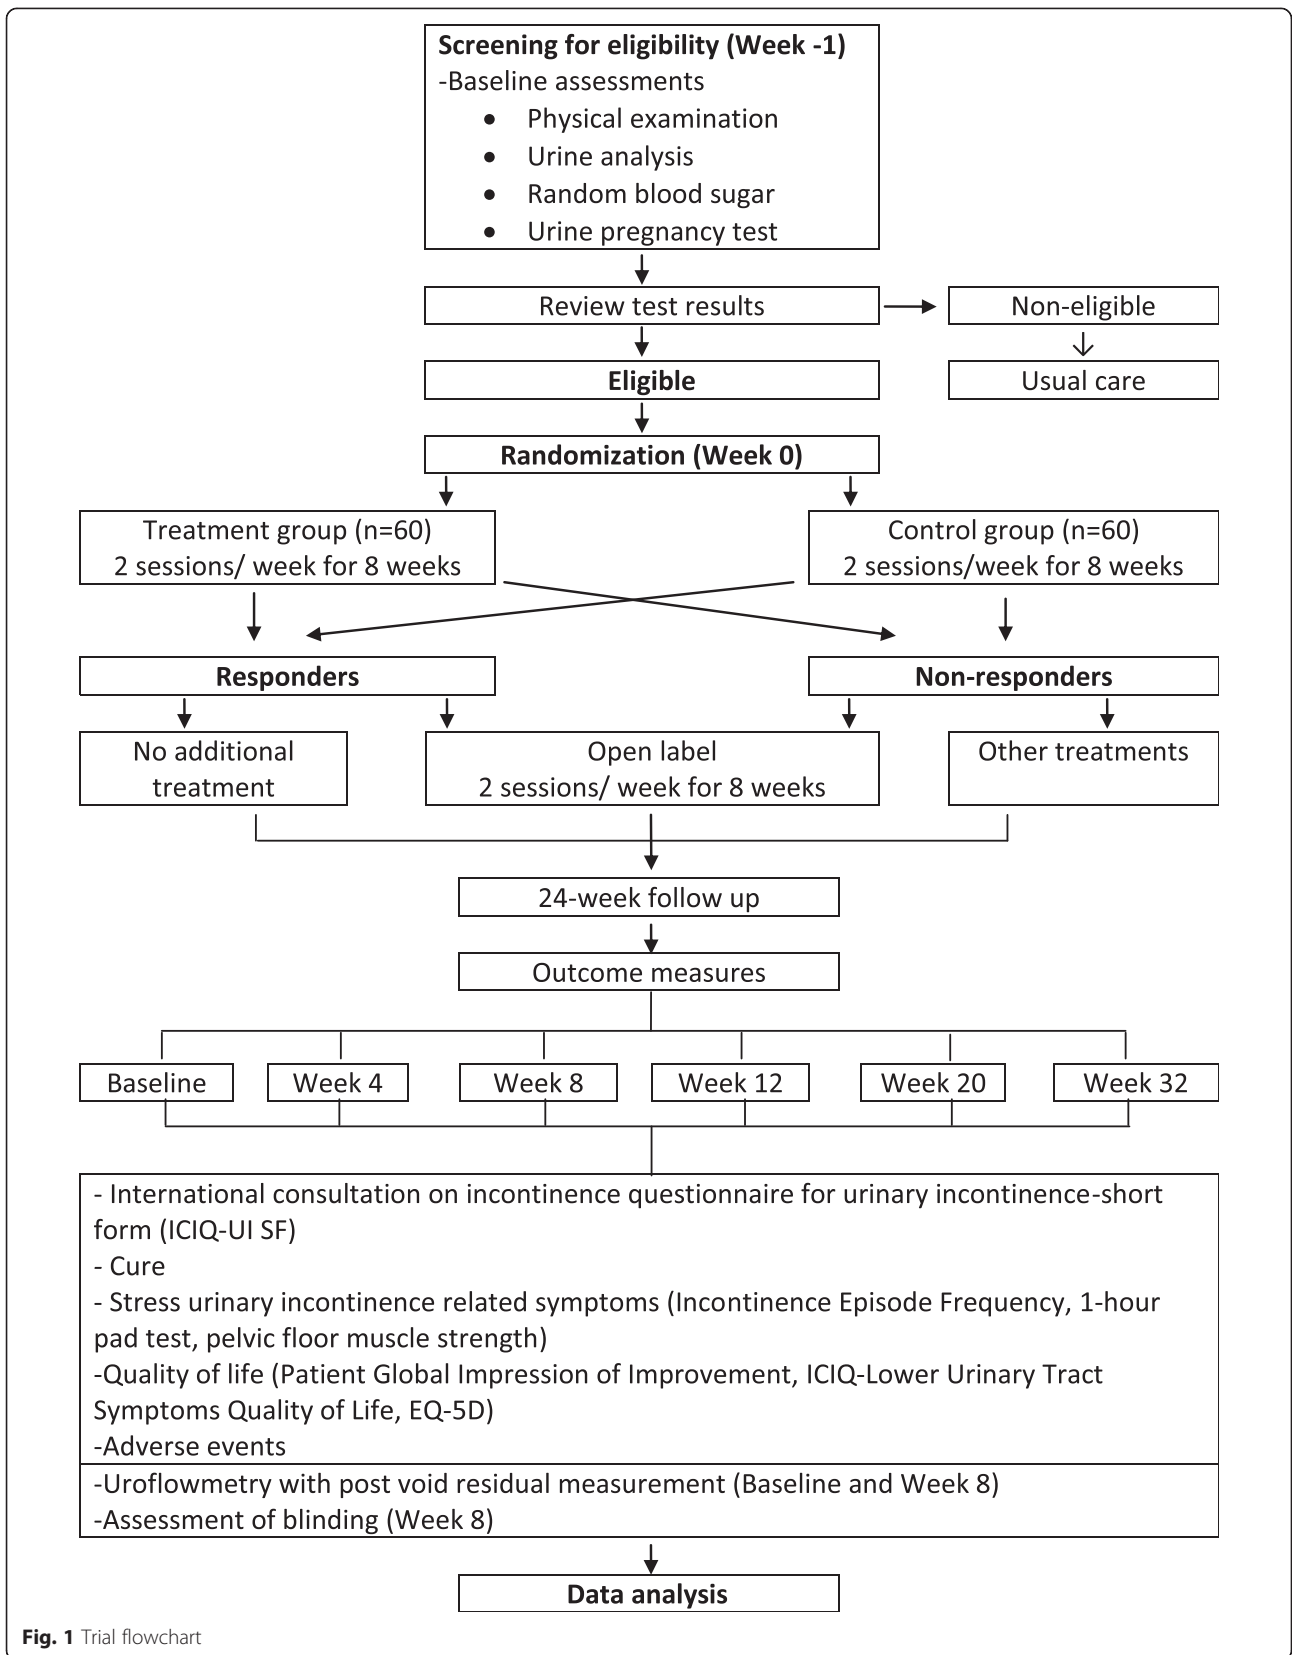 Screening for eligibility (Week -1)
-Baseline assessments
● Physical examination
● Urine analysis
● Random blood sugar
● Urine pregnancy test
Review test results
Non-eligible
Eligible
Usual care
Randomization (Week 0)
Treatment group (n=60)
2 sessions/ week for 8 weeks
Control group (n=60)
2 sessions/week for 8 weeks
Responders
Non-responders
No additional
treatment
Open label
2 sessions/ week for 8 weeks
Other treatments
24-week follow up
Outcome measures
Baseline
Week 4
Week 8
Week 12
Week 20
Week 32
- International consultation on incontinence questionnaire for urinary incontinence-short
form (ICIQ-UI SF)
- Cure
- Stress urinary incontinence related symptoms (Incontinence Episode Frequency, 1-hour
pad test, pelvic floor muscle strength)
-Quality of life (Patient Global Impression of Improvement, ICIQ-Lower Urinary Tract
Symptoms Quality of Life, EQ-5D)
-Adverse events
-Uroflowmetry with post void residual measurement (Baseline and Week 8)
-Assessment of blinding (Week 8)
Data analysis
Fig. 1 Trial flowchart